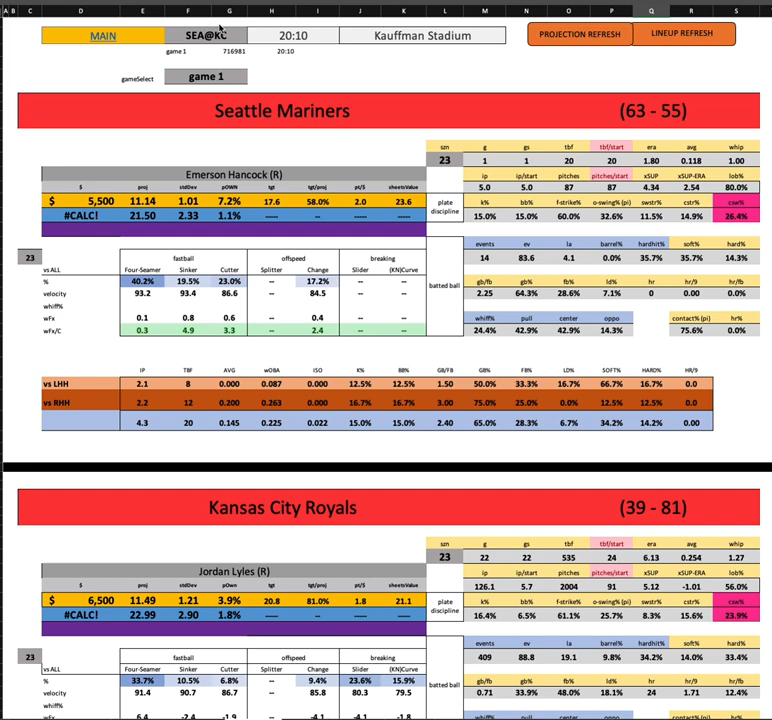 A B C D E F G H I J K L M N O P Q R S
MAIN SEA@KC 20:10 Kauffman Stadium PROJECTION REFRESH LINEUP REFRESH
game 1 716981 20:10
gameSelect game 1
Seattle Mariners (63 - 55)
szn g gs tbf tbf/start era avg whip
23 1 1 20 20 1.80 0.118 1.00
Emerson Hancock (R) ip ip/start pitches pitches/start xSUP xSUP-ERA lob%
$ proj stdDev pOWN tgt tgt/proj pt/$ sheetsValue 5.0 5.0 87 87 4.34 2.54 80.0%
$ 5,500 11.14 1.01 7.2% 17.6 58.0% 2.0 23.6 plate discipline k% bb% f-strike% o-swing% (pi) swstr% cstr% csw%
#CALC! 21.50 2.33 1.1% ----- -- ----- ----- 15.0% 15.0% 60.0% 32.6% 11.5% 14.9% 26.4%
events ev la barrel% hardhit% soft% hard%
23 fastball offspeed breaking 14 83.6 4.1 0.0% 35.7% 35.7% 14.3%
vs ALL Four-Seamer Sinker Cutter Splitter Change Slider (KN)Curve
% 40.2% 19.5% 23.0% -- 17.2% -- -- batted ball gb/fb gb% fb% ld% hr hr/9 hr/fb
velocity 93.2 93.4 86.6 -- 84.5 -- -- 2.25 64.3% 28.6% 7.1% 0 0.00 0.0%
whiff%
wFx 0.1 0.8 0.6 -- 0.4 -- -- whiff% pull center oppo contact% (pi) hr%
wFx/C 0.3 4.9 3.3 -- 2.4 -- -- 24.4% 42.9% 42.9% 14.3% 75.6% 0.0%
IP TBF AVG wOBA ISO K% BB% GB/FB GB% FB% LD% SOFT% HARD% HR/9
vs LHH 2.1 8 0.000 0.087 0.000 12.5% 12.5% 1.50 50.0% 33.3% 16.7% 66.7% 16.7% 0.0
vs RHH 2.2 12 0.200 0.263 0.000 16.7% 16.7% 3.00 75.0% 25.0% 0.0% 12.5% 12.5% 0.0
4.3 20 0.145 0.225 0.022 15.0% 15.0% 2.40 65.0% 28.3% 6.7% 34.2% 14.2% 0.00
Kansas City Royals (39 - 81)
szn g gs tbf tbf/start era avg whip
23 22 22 535 24 6.13 0.254 1.27
Jordan Lyles (R) ip ip/start pitches pitches/start xSUP xSUP-ERA lob%
$ proj stdDev pOwn tgt tgt/proj pt/$ sheetsValue 126.1 5.7 2004 91 5.12 -1.01 56.0%
$ 6,500 11.49 1.21 3.9% 20.8 81.0% 1.8 21.1 plate discipline k% bb% f-strike% o-swing% (pi) swstr% cstr% csw%
#CALC! 22.99 2.90 1.8% ----- -- ----- ----- 16.4% 6.5% 61.1% 25.7% 8.3% 15.6% 23.9%
events ev la barrel% hardhit% soft% hard%
23 fastball offspeed breaking 409 88.8 19.1 9.8% 34.2% 14.0% 33.4%
vs ALL Four-Seamer Sinker Cutter Splitter Change Slider (KN)Curve
% 33.7% 10.5% 6.8% -- 9.4% 23.6% 15.9% batted ball gb/fb gb% fb% ld% hr hr/9 hr/fb
velocity 91.4 90.7 86.7 -- 85.8 80.3 79.5 0.71 33.9% 48.0% 18.1% 24 1.71 12.4%
whiff%
wFx 6.4 -2.4 -1.9 -- -4.1 -4.1 -1.8 whiff% pull center oppo contact% (pi) hr%